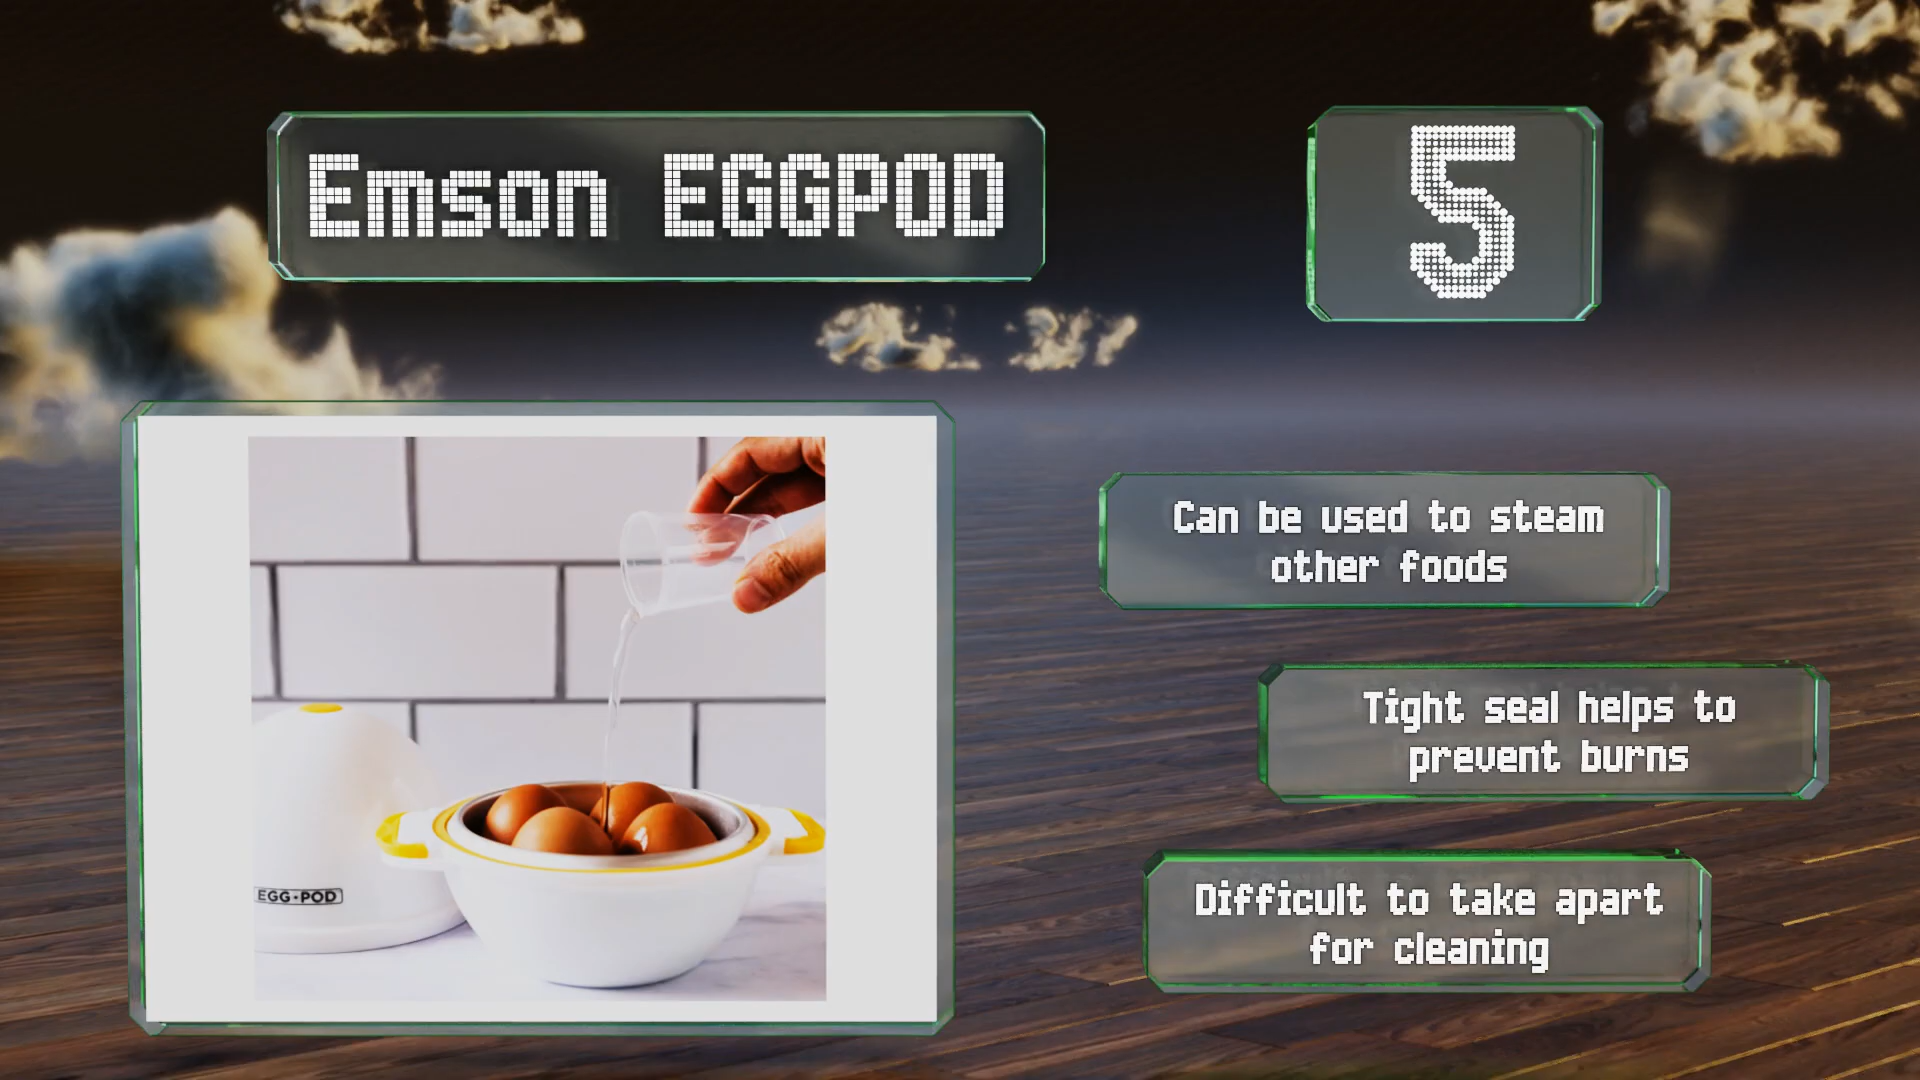 Emson EGGPOD
5
Can be used to steam
other foods
Tight seal helps to
prevent burns
Difficult to take apart
for cleaning
EGG·POD